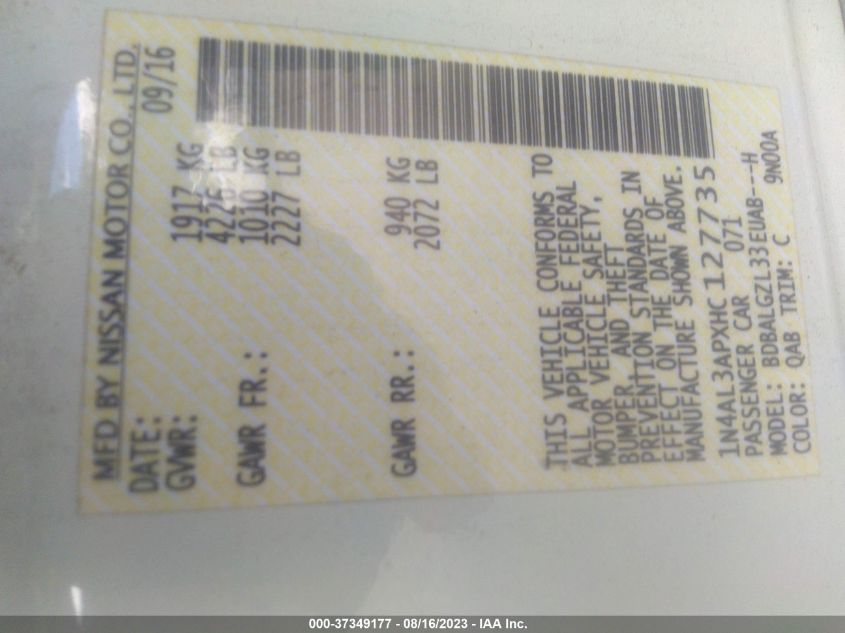 MFD BY NISSAN MOTOR CO., LTD.
DATE: 09/16
GVWR: 1917 KG
4226 LB
GAWR FR.: 1010 KG
2227 LB
GAWR RR.: 940 KG
2072 LB
THIS VEHICLE CONFORMS TO
ALL APPLICABLE FEDERAL
MOTOR VEHICLE SAFETY,
BUMPER, AND THEFT
PREVENTION STANDARDS IN
EFFECT ON THE DATE OF
MANUFACTURE SHOWN ABOVE.
1N4AL3APXHC127735
PASSENGER CAR 071
MODEL: BDBALGZL33EUAB---H
COLOR: QAB TRIM: C 9N00A
000-37349177 - 08/16/2023 - IAA Inc.